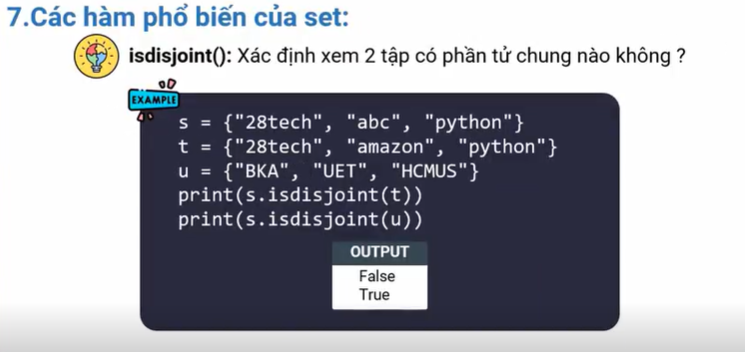 7.Các hàm phổ biến của set:
isdisjoint(): Xác định xem 2 tập có phần tử chung nào không ?
EXAMPLE
s = {"28tech", "abc", "python"}
t = {"28tech", "amazon", "python"}
u = {"BKA", "UET", "HCMUS"}
print(s.isdisjoint(t))
print(s.isdisjoint(u))
OUTPUT
False
True